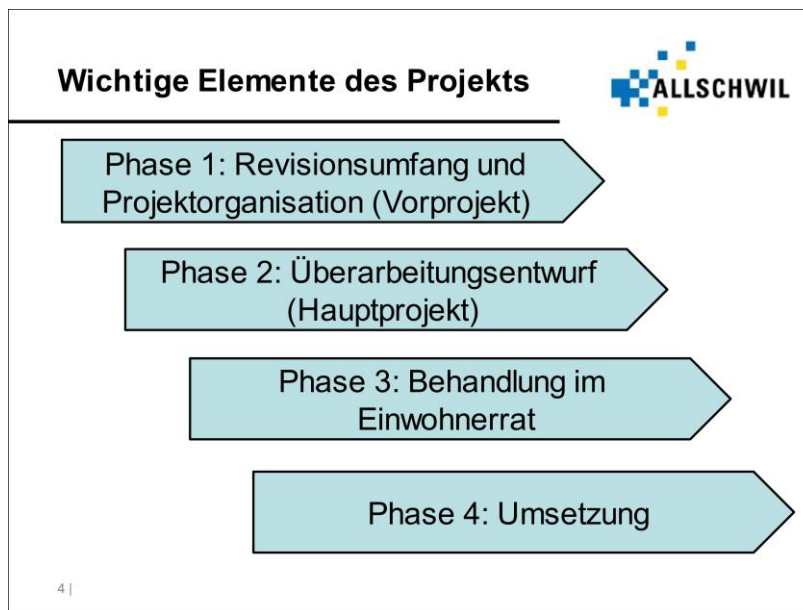 Wichtige Elemente des Projekts
ALLSCHWIL
Phase 1: Revisionsumfang und
Projektorganisation (Vorprojekt)
Phase 2: Überarbeitungsentwurf
(Hauptprojekt)
Phase 3: Behandlung im
Einwohnerrat
Phase 4: Umsetzung
4 |